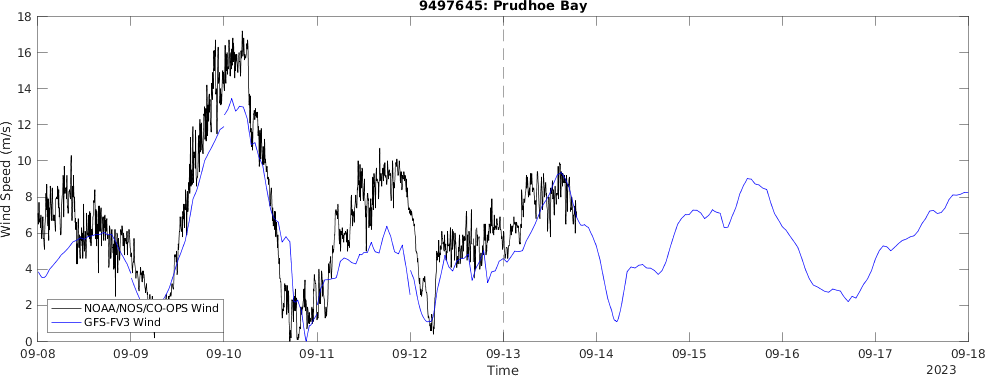 9497645: Prudhoe Bay
18
16
14
12
10
8
6
4
2
0
Wind Speed (m/s)
NOAA/NOS/CO-OPS Wind
GFS-FV3 Wind
09-08 09-09 09-10 09-11 09-12 09-13 09-14 09-15 09-16 09-17 09-18
Time
2023